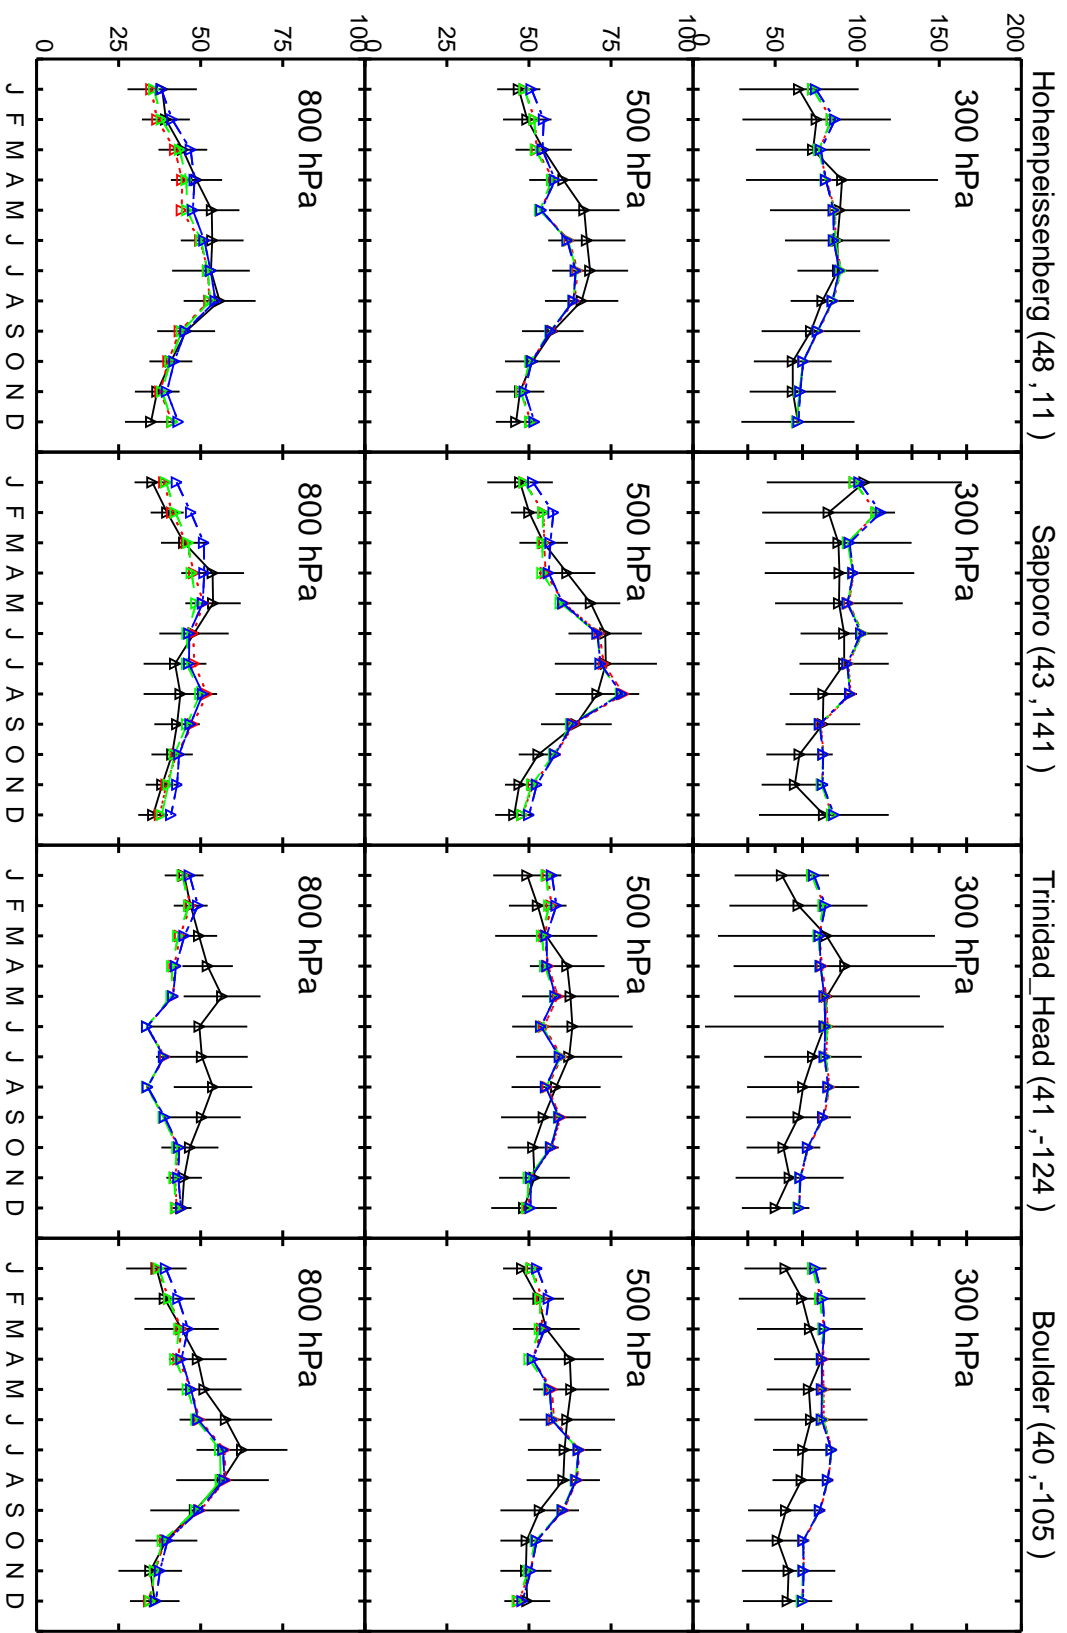 Hohenpeissenberg (48 ,11 )
Sapporo (43 ,141 )
Trinidad_Head (41 ,-124 )
Boulder (40 ,-105 )
200
150
100
50
0
300 hPa
300 hPa
300 hPa
300 hPa
100
75
50
25
0
500 hPa
500 hPa
500 hPa
500 hPa
100
75
50
25
0
800 hPa
800 hPa
800 hPa
800 hPa
J F M A M J J A S O N D
J F M A M J J A S O N D
J F M A M J J A S O N D
J F M A M J J A S O N D